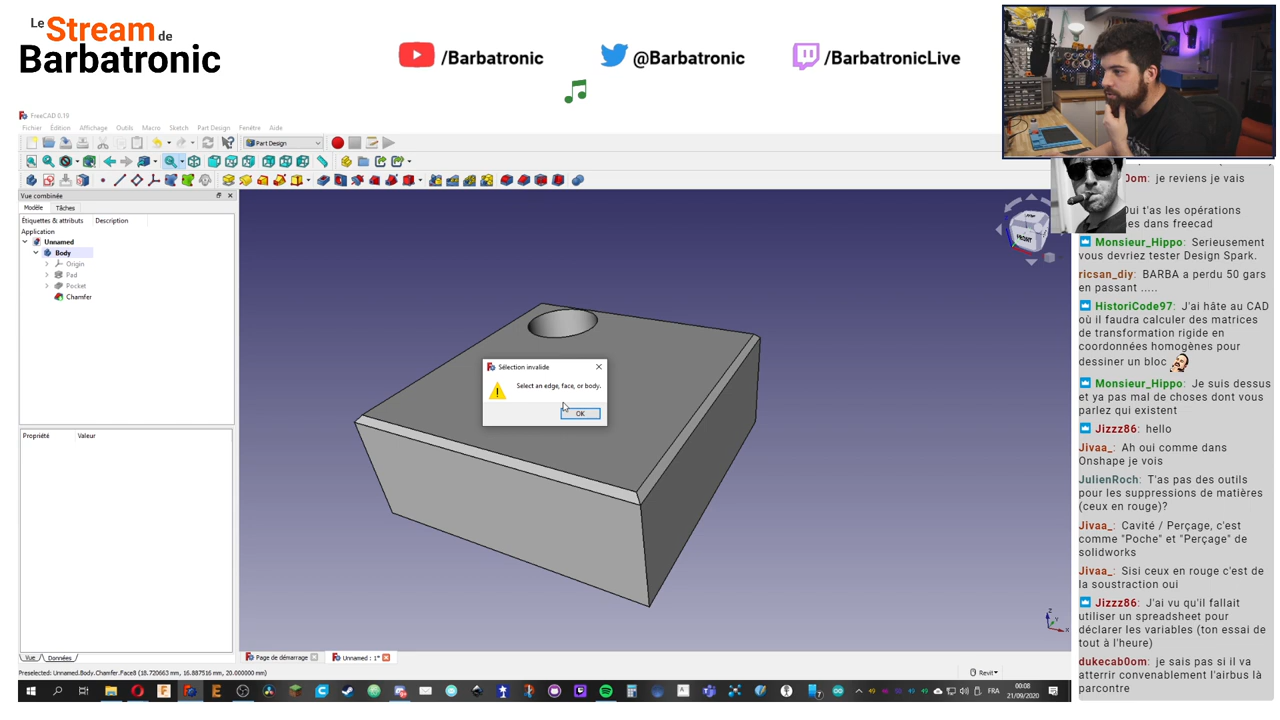 Le Stream de
Barbatronic
/Barbatronic
@Barbatronic
/BarbatronicLive
FreeCAD 0.19
Fichier Édition Affichage Outils Macro Sketch Part Design Fenêtre Aide
Part Design
Vue combinée
Modèle Tâches
Étiquettes & attributs Description
Application
Unnamed
Body
Origin
Pad
Pocket
Chamfer
Propriété Valeur
Vue Données
FRONT
Sélection invalide
Select an edge, face, or body.
OK
Page de démarrage
Unnamed : 1*
Preselected: Unnamed.Body.Chamfer.Face8 (18.720663 mm, 16.887516 mm, 20.000000 mm)
Revit
FRA
00:08
21/09/2020
0om: je reviens je vais
Oui t'as les opérations
es dans freecad
Monsieur_Hippo: Serieusement
vous devriez tester Design Spark.
ricsan_diy: BARBA a perdu 50 gars
en passant .....
HistoriCode97: J'ai hâte au CAD
où il faudra calculer des matrices
de transformation rigide en
coordonnées homogènes pour
dessiner un bloc
Monsieur_Hippo: Je suis dessus
et ya pas mal de choses dont vous
parlez qui existent
Jizzz86: hello
Jivaa_: Ah oui comme dans
Onshape je vois
JulienRoch: T'as pas des outils
pour les suppressions de matières
(ceux en rouge)?
Jivaa_: Cavité / Perçage, c'est
comme "Poche" et "Perçage" de
solidworks
Jivaa_: Sisi ceux en rouge c'est de
la soustraction oui
Jizzz86: J'ai vu qu'il fallait
utiliser un spreadsheet pour
déclarer les variables (ton essai de
tout à l'heure)
dukecab0om: je sais pas si il va
atterrir convenablement l'airbus là
parcontre